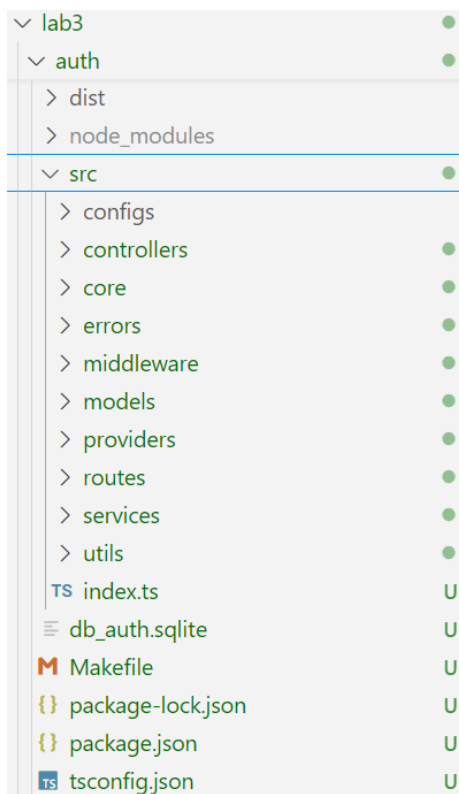 lab3
auth
dist
node_modules
src
configs
controllers
core
errors
middleware
models
providers
routes
services
utils
TS index.ts U
db_auth.sqlite U
M Makefile U
{} package-lock.json U
{} package.json U
TS tsconfig.json U